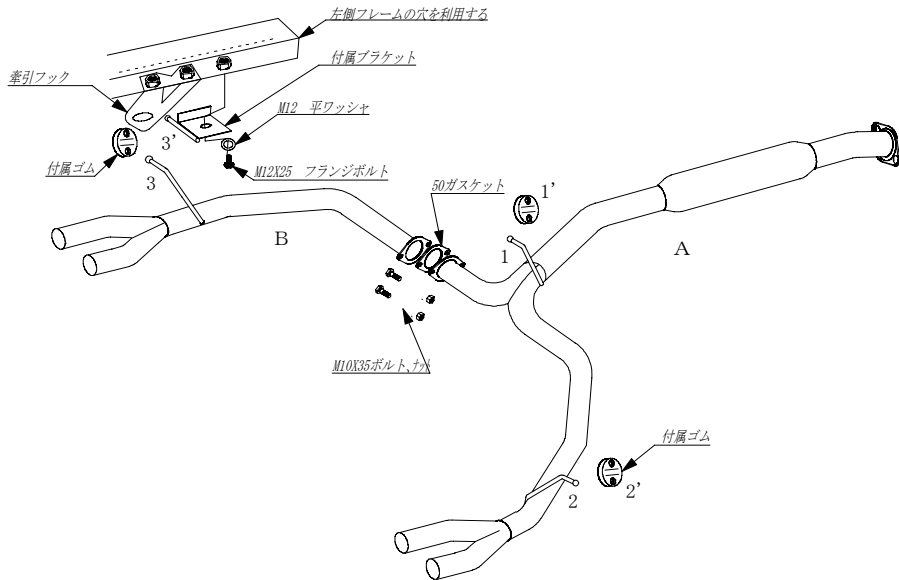 左側フレームの穴を利用する
付属ブラケット
牽引フック
M12 平ワッシャ
3'
付属ゴム
M12X25 フランジボルト
3
50ガスケット
1'
B
1
A
M10X35ボルト、ナット
付属ゴム
2
2'